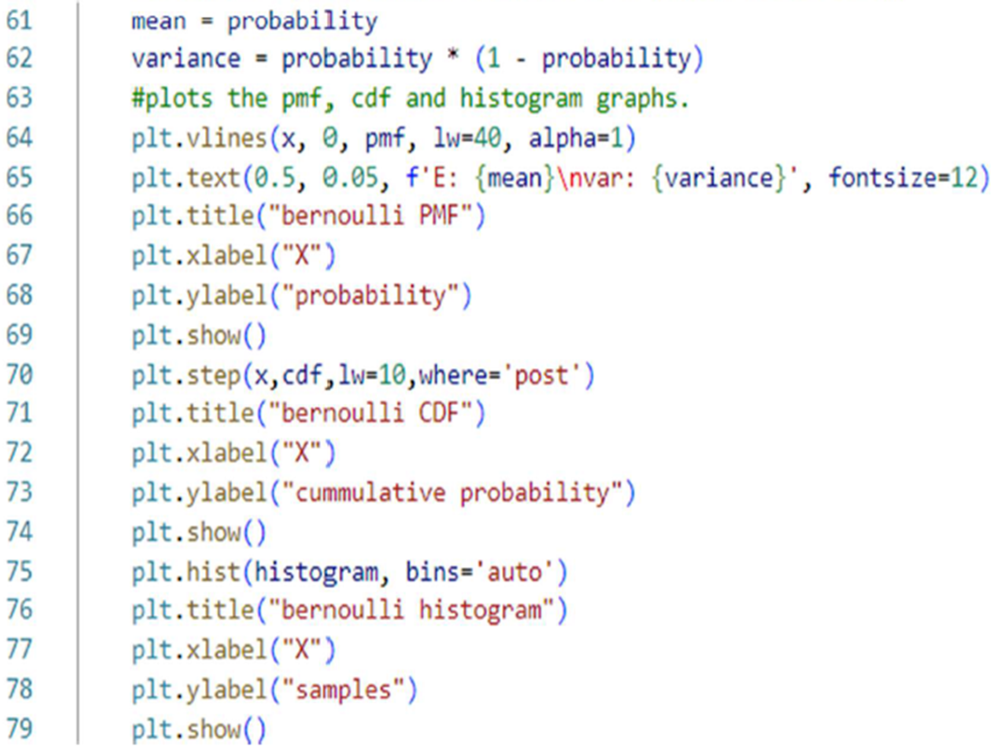 61 mean = probability
62 variance = probability * (1 - probability)
63 #plots the pmf, cdf and histogram graphs.
64 plt.vlines(x, 0, pmf, lw=40, alpha=1)
65 plt.text(0.5, 0.05, f'E: {mean}\nvar: {variance}', fontsize=12)
66 plt.title("bernoulli PMF")
67 plt.xlabel("X")
68 plt.ylabel("probability")
69 plt.show()
70 plt.step(x,cdf,lw=10,where='post')
71 plt.title("bernoulli CDF")
72 plt.xlabel("X")
73 plt.ylabel("cummulative probability")
74 plt.show()
75 plt.hist(histogram, bins='auto')
76 plt.title("bernoulli histogram")
77 plt.xlabel("X")
78 plt.ylabel("samples")
79 plt.show()